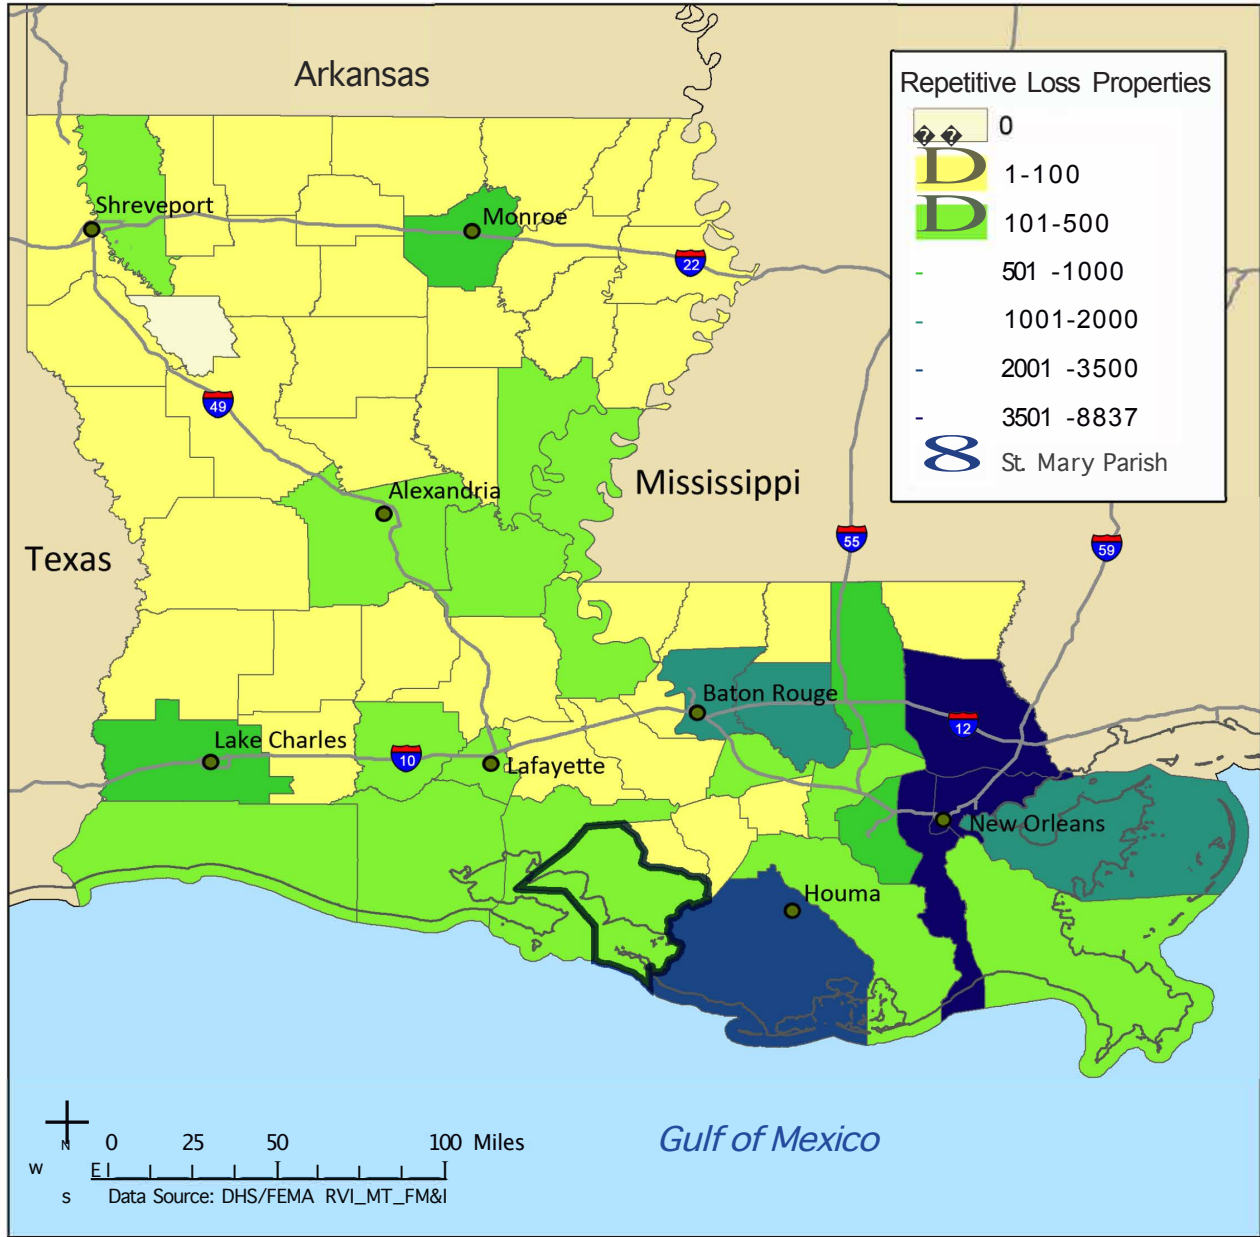 Arkansas
Repetitive Loss Properties
0
D 1-100
D 101-500
- 501 -1000
- 1001-2000
- 2001 -3500
- 3501 -8837
8 St. Mary Parish
Shreveport
Monroe
22
49
Alexandria
Mississippi
Texas
55
59
Baton Rouge
12
Lake Charles
10
Lafayette
New Orleans
Houma
Gulf of Mexico
N
0 25 50 100 Miles
W E
S
Data Source: DHS/FEMA RVI_MT_FM&I